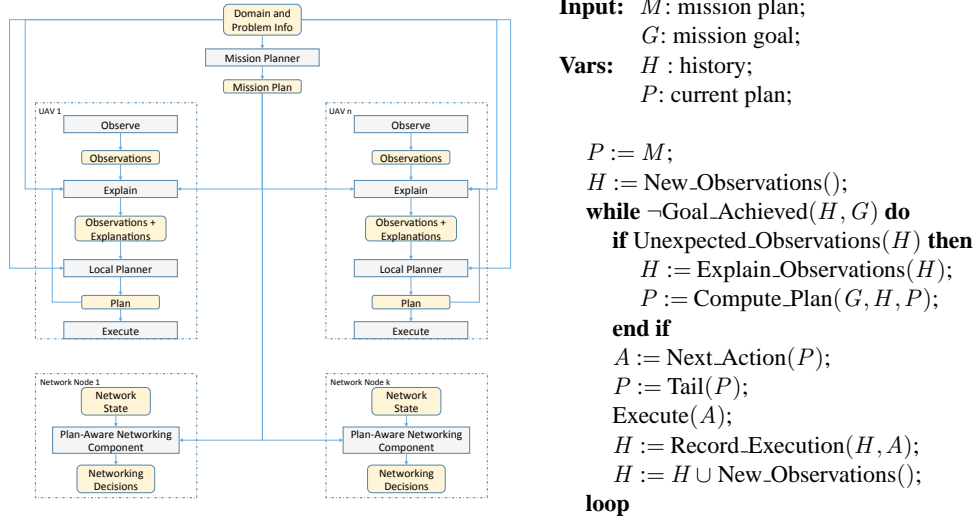 Domain and
Problem Info
Mission Planner
Mission Plan
UAV 1
Observe
Observations
Explain
Observations +
Explanations
Local Planner
Plan
Execute
UAV n
Observe
Observations
Explain
Observations +
Explanations
Local Planner
Plan
Execute
Network Node 1
Network
State
Plan-Aware Networking
Component
Networking
Decisions
Network Node k
Network
State
Plan-Aware Networking
Component
Networking
Decisions
Input: M: mission plan;
G: mission goal;
Vars: H : history;
P: current plan;
P := M;
H := New_Observations();
while ¬Goal_Achieved(H, G) do
if Unexpected_Observations(H) then
H := Explain_Observations(H);
P := Compute_Plan(G, H, P);
end if
A := Next_Action(P);
P := Tail(P);
Execute(A);
H := Record_Execution(H, A);
H := H ∪ New_Observations();
loop